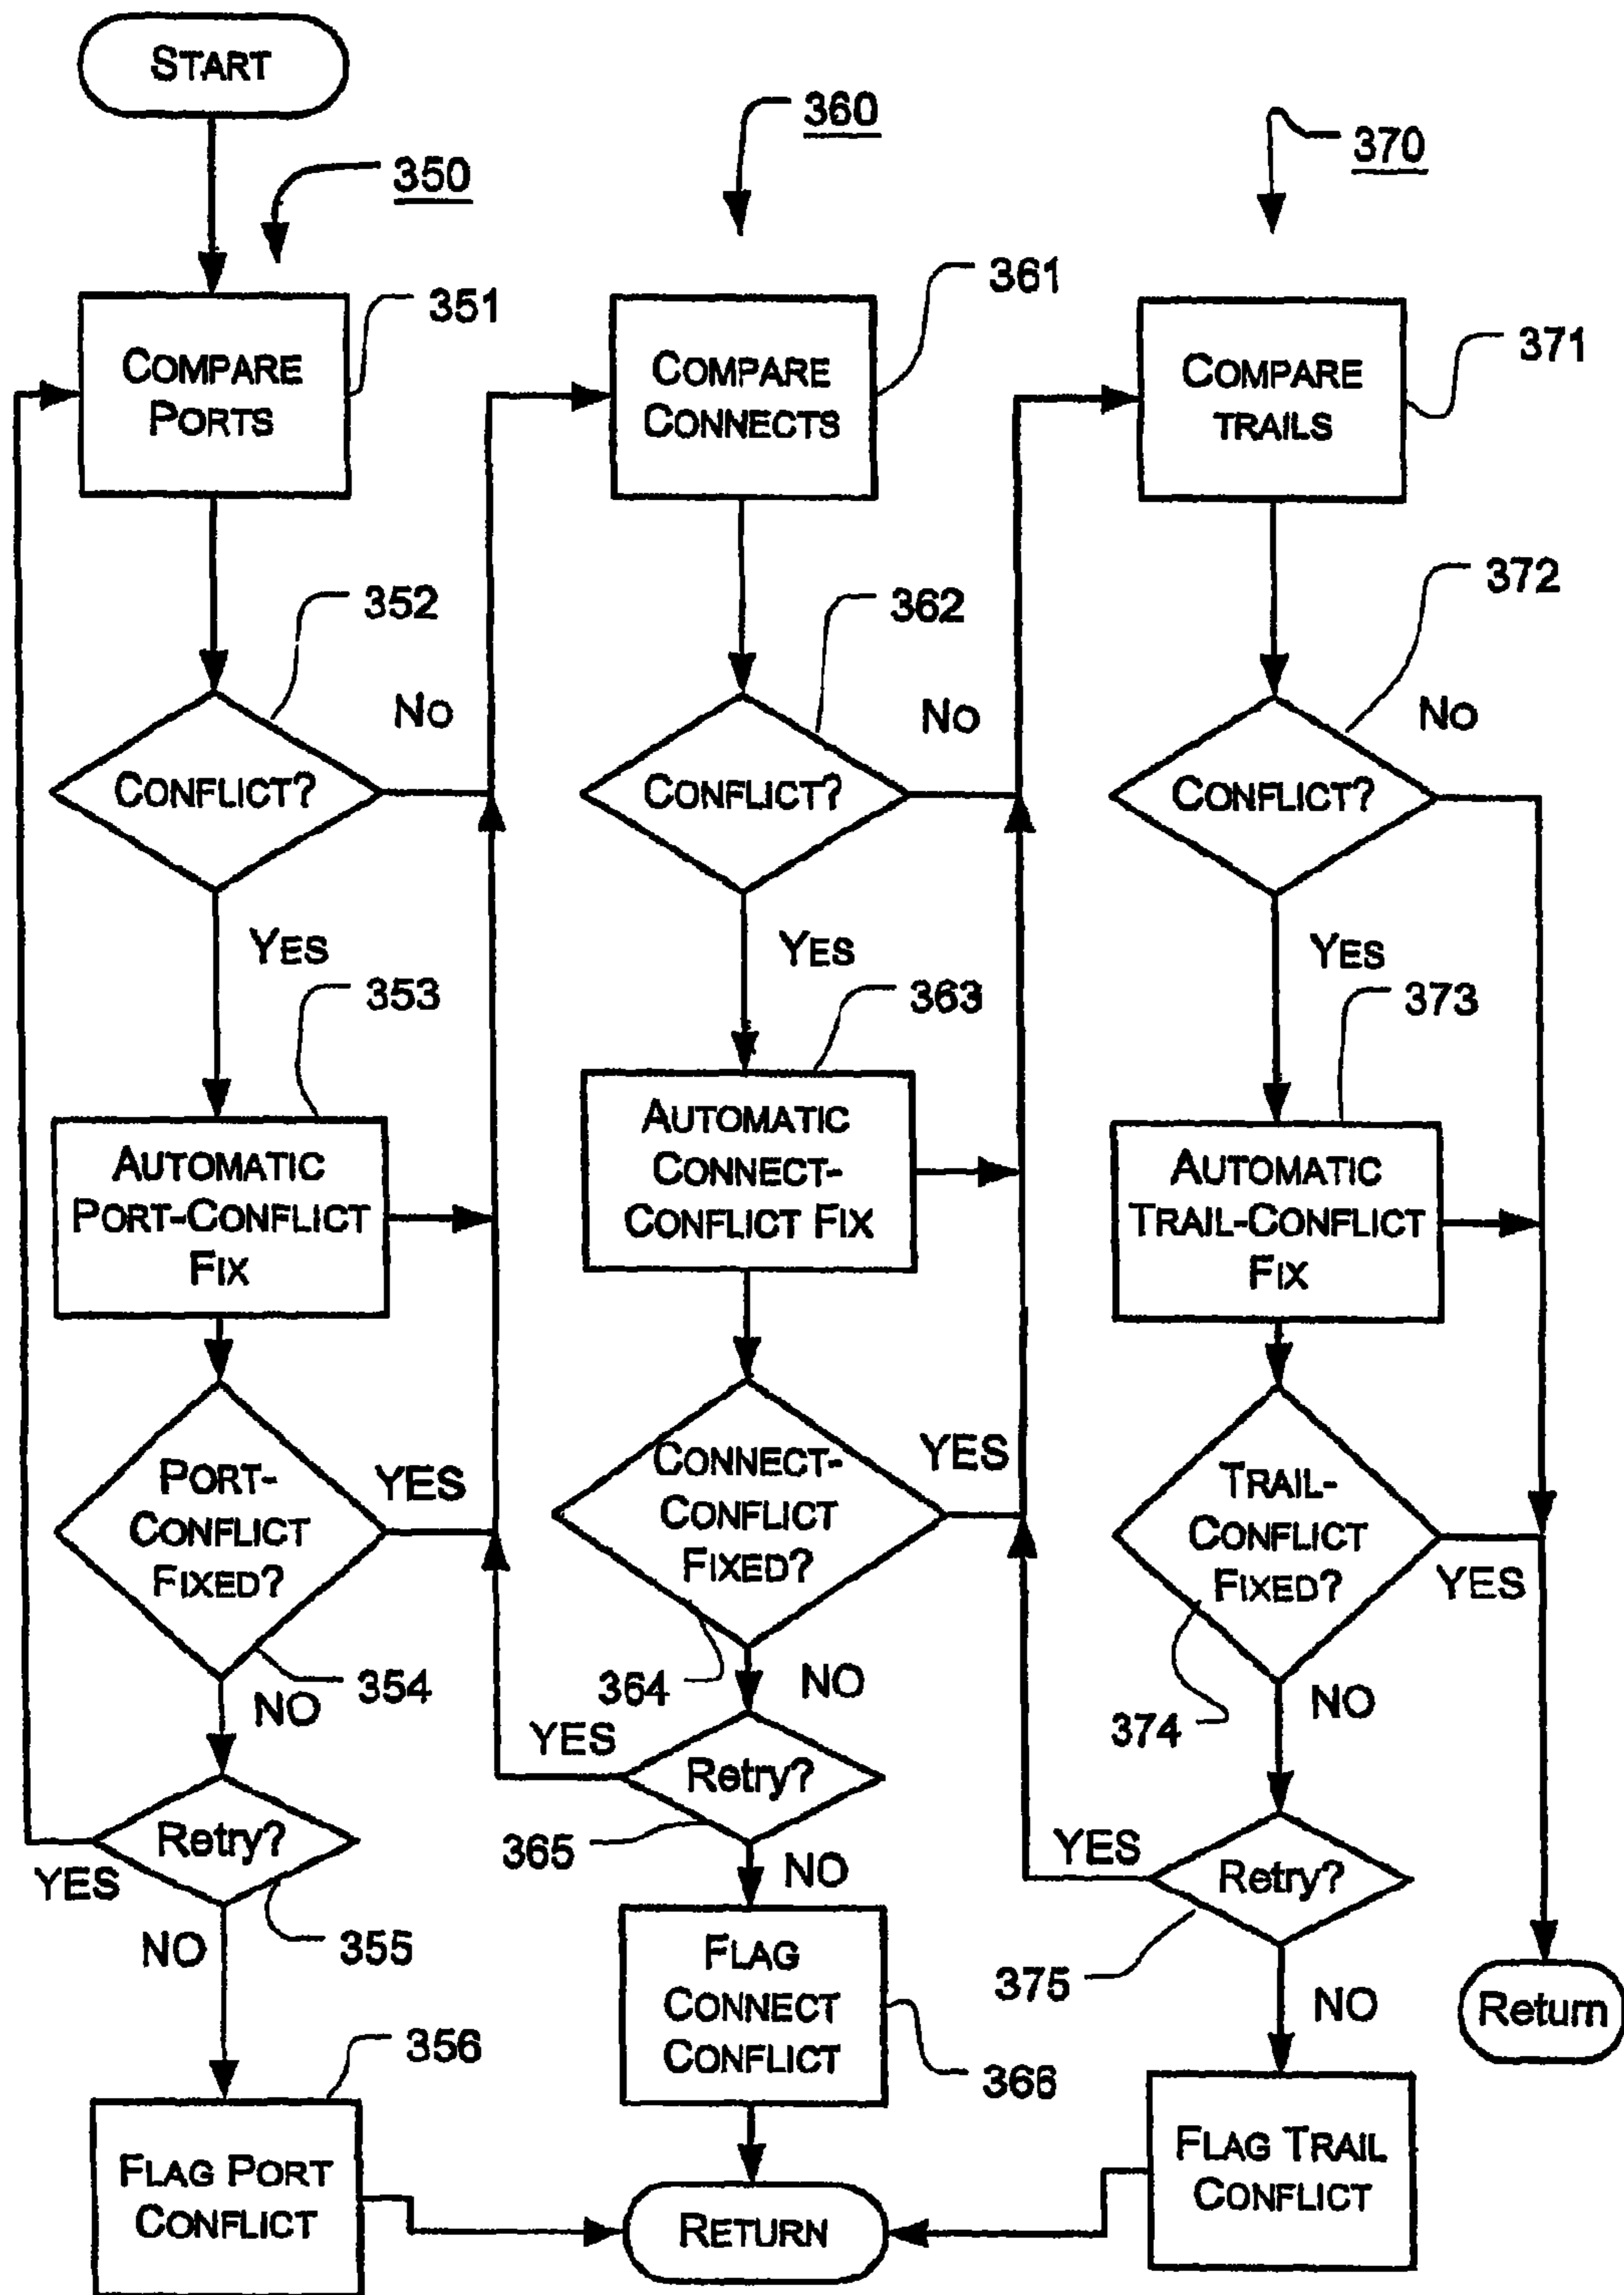 START
350
360
370
COMPARE
PORTS
351
COMPARE
CONNECTS
361
COMPARE
TRAILS
371
CONFLICT?
352
NO
YES
CONFLICT?
362
NO
YES
CONFLICT?
372
NO
YES
353
AUTOMATIC
PORT-CONFLICT
FIX
363
AUTOMATIC
CONNECT-
CONFLICT FIX
373
AUTOMATIC
TRAIL-CONFLICT
FIX
PORT-
CONFLICT
FIXED?
YES
354
NO
CONNECT-
CONFLICT
FIXED?
YES
364
NO
TRAIL-
CONFLICT
FIXED?
YES
374
NO
Retry?
YES
355
NO
Retry?
YES
365
NO
Retry?
YES
375
NO
356
FLAG PORT
CONFLICT
FLAG
CONNECT
CONFLICT
366
FLAG TRAIL
CONFLICT
Return
RETURN